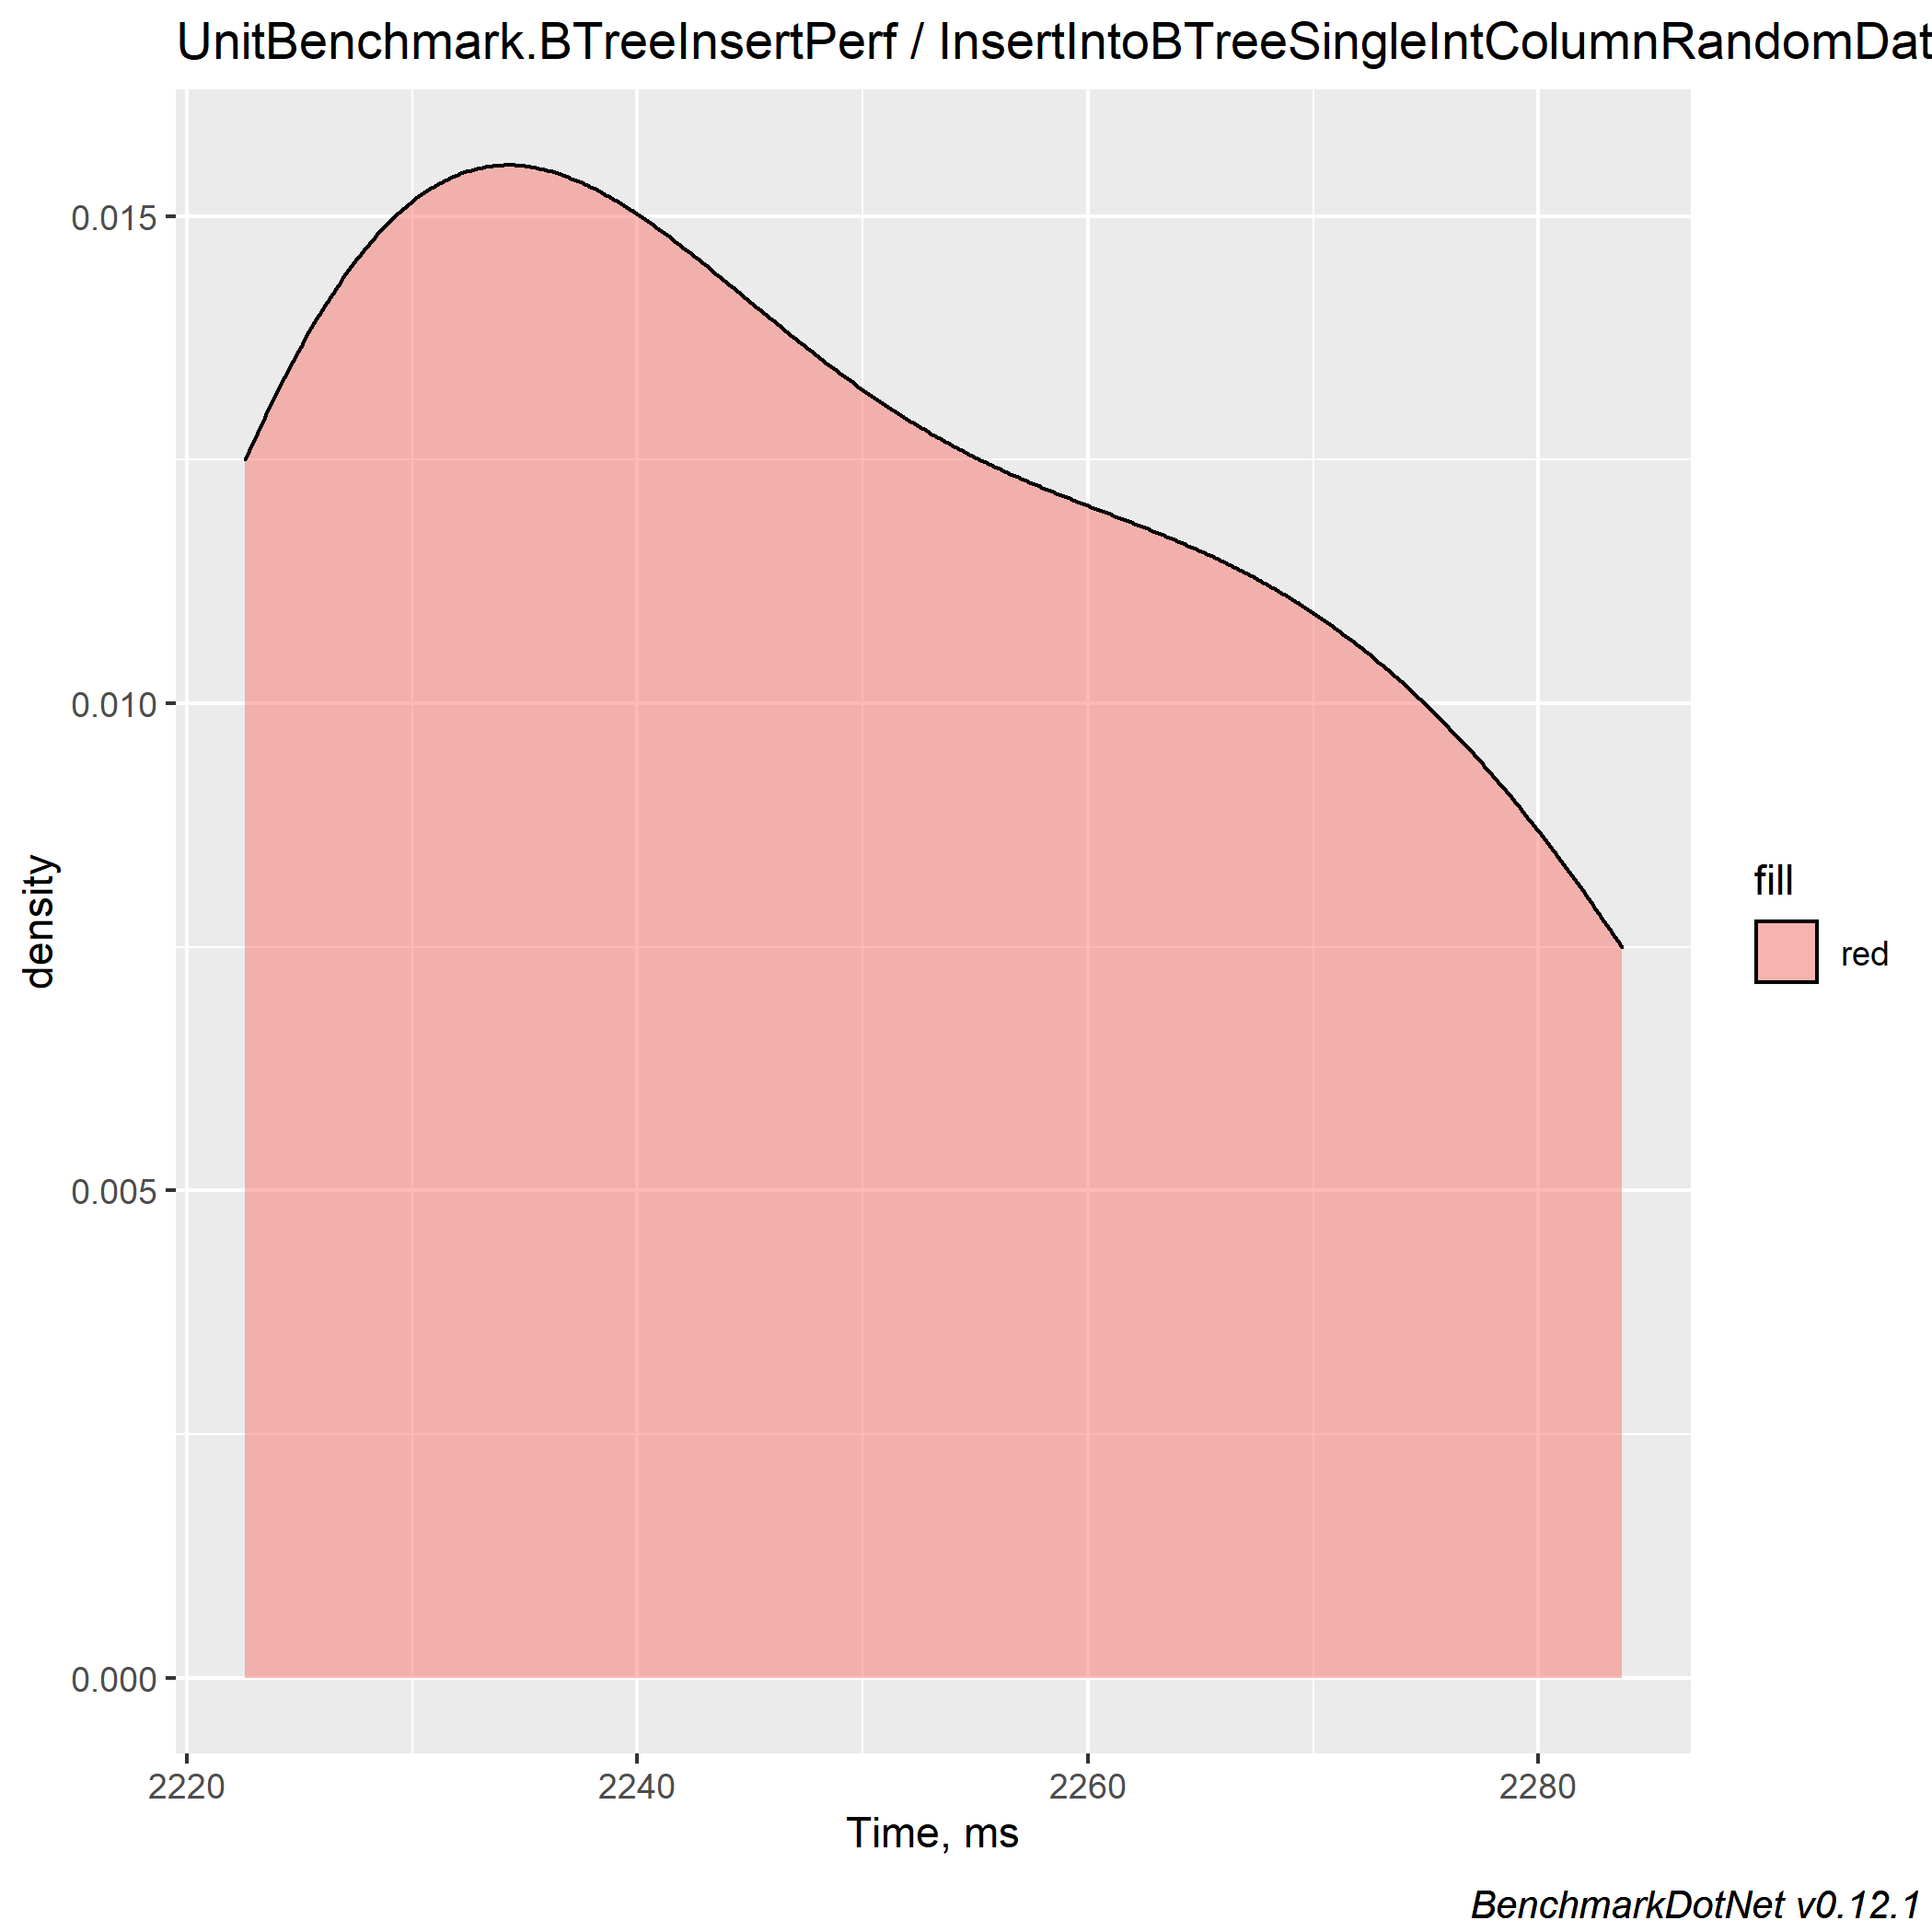 UnitBenchmark.BTreeInsertPerf / InsertIntoBTreeSingleIntColumnRandomDat
0.015
0.010
0.005
0.000
density
2220 2240 2260 2280
Time, ms
fill
red
BenchmarkDotNet v0.12.1